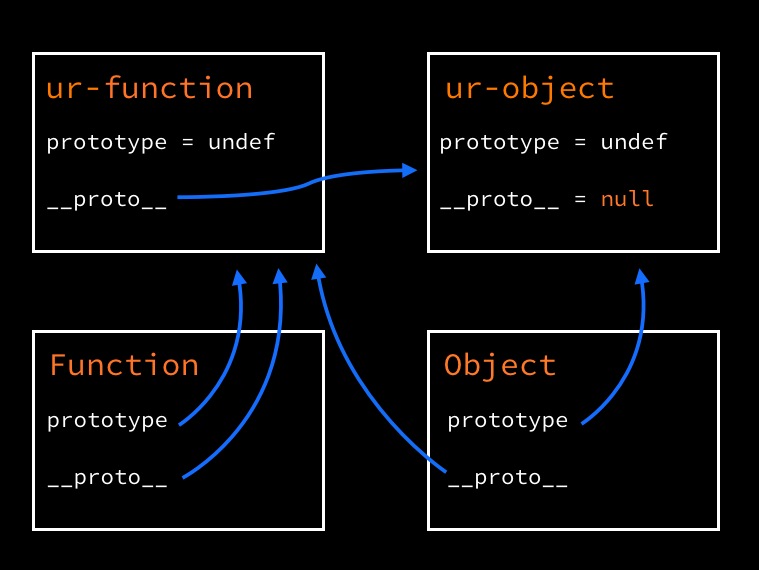 ur-function
prototype = undef
__proto__
ur-object
prototype = undef
__proto__ = null
Function
prototype
__proto__
Object
prototype
__proto__